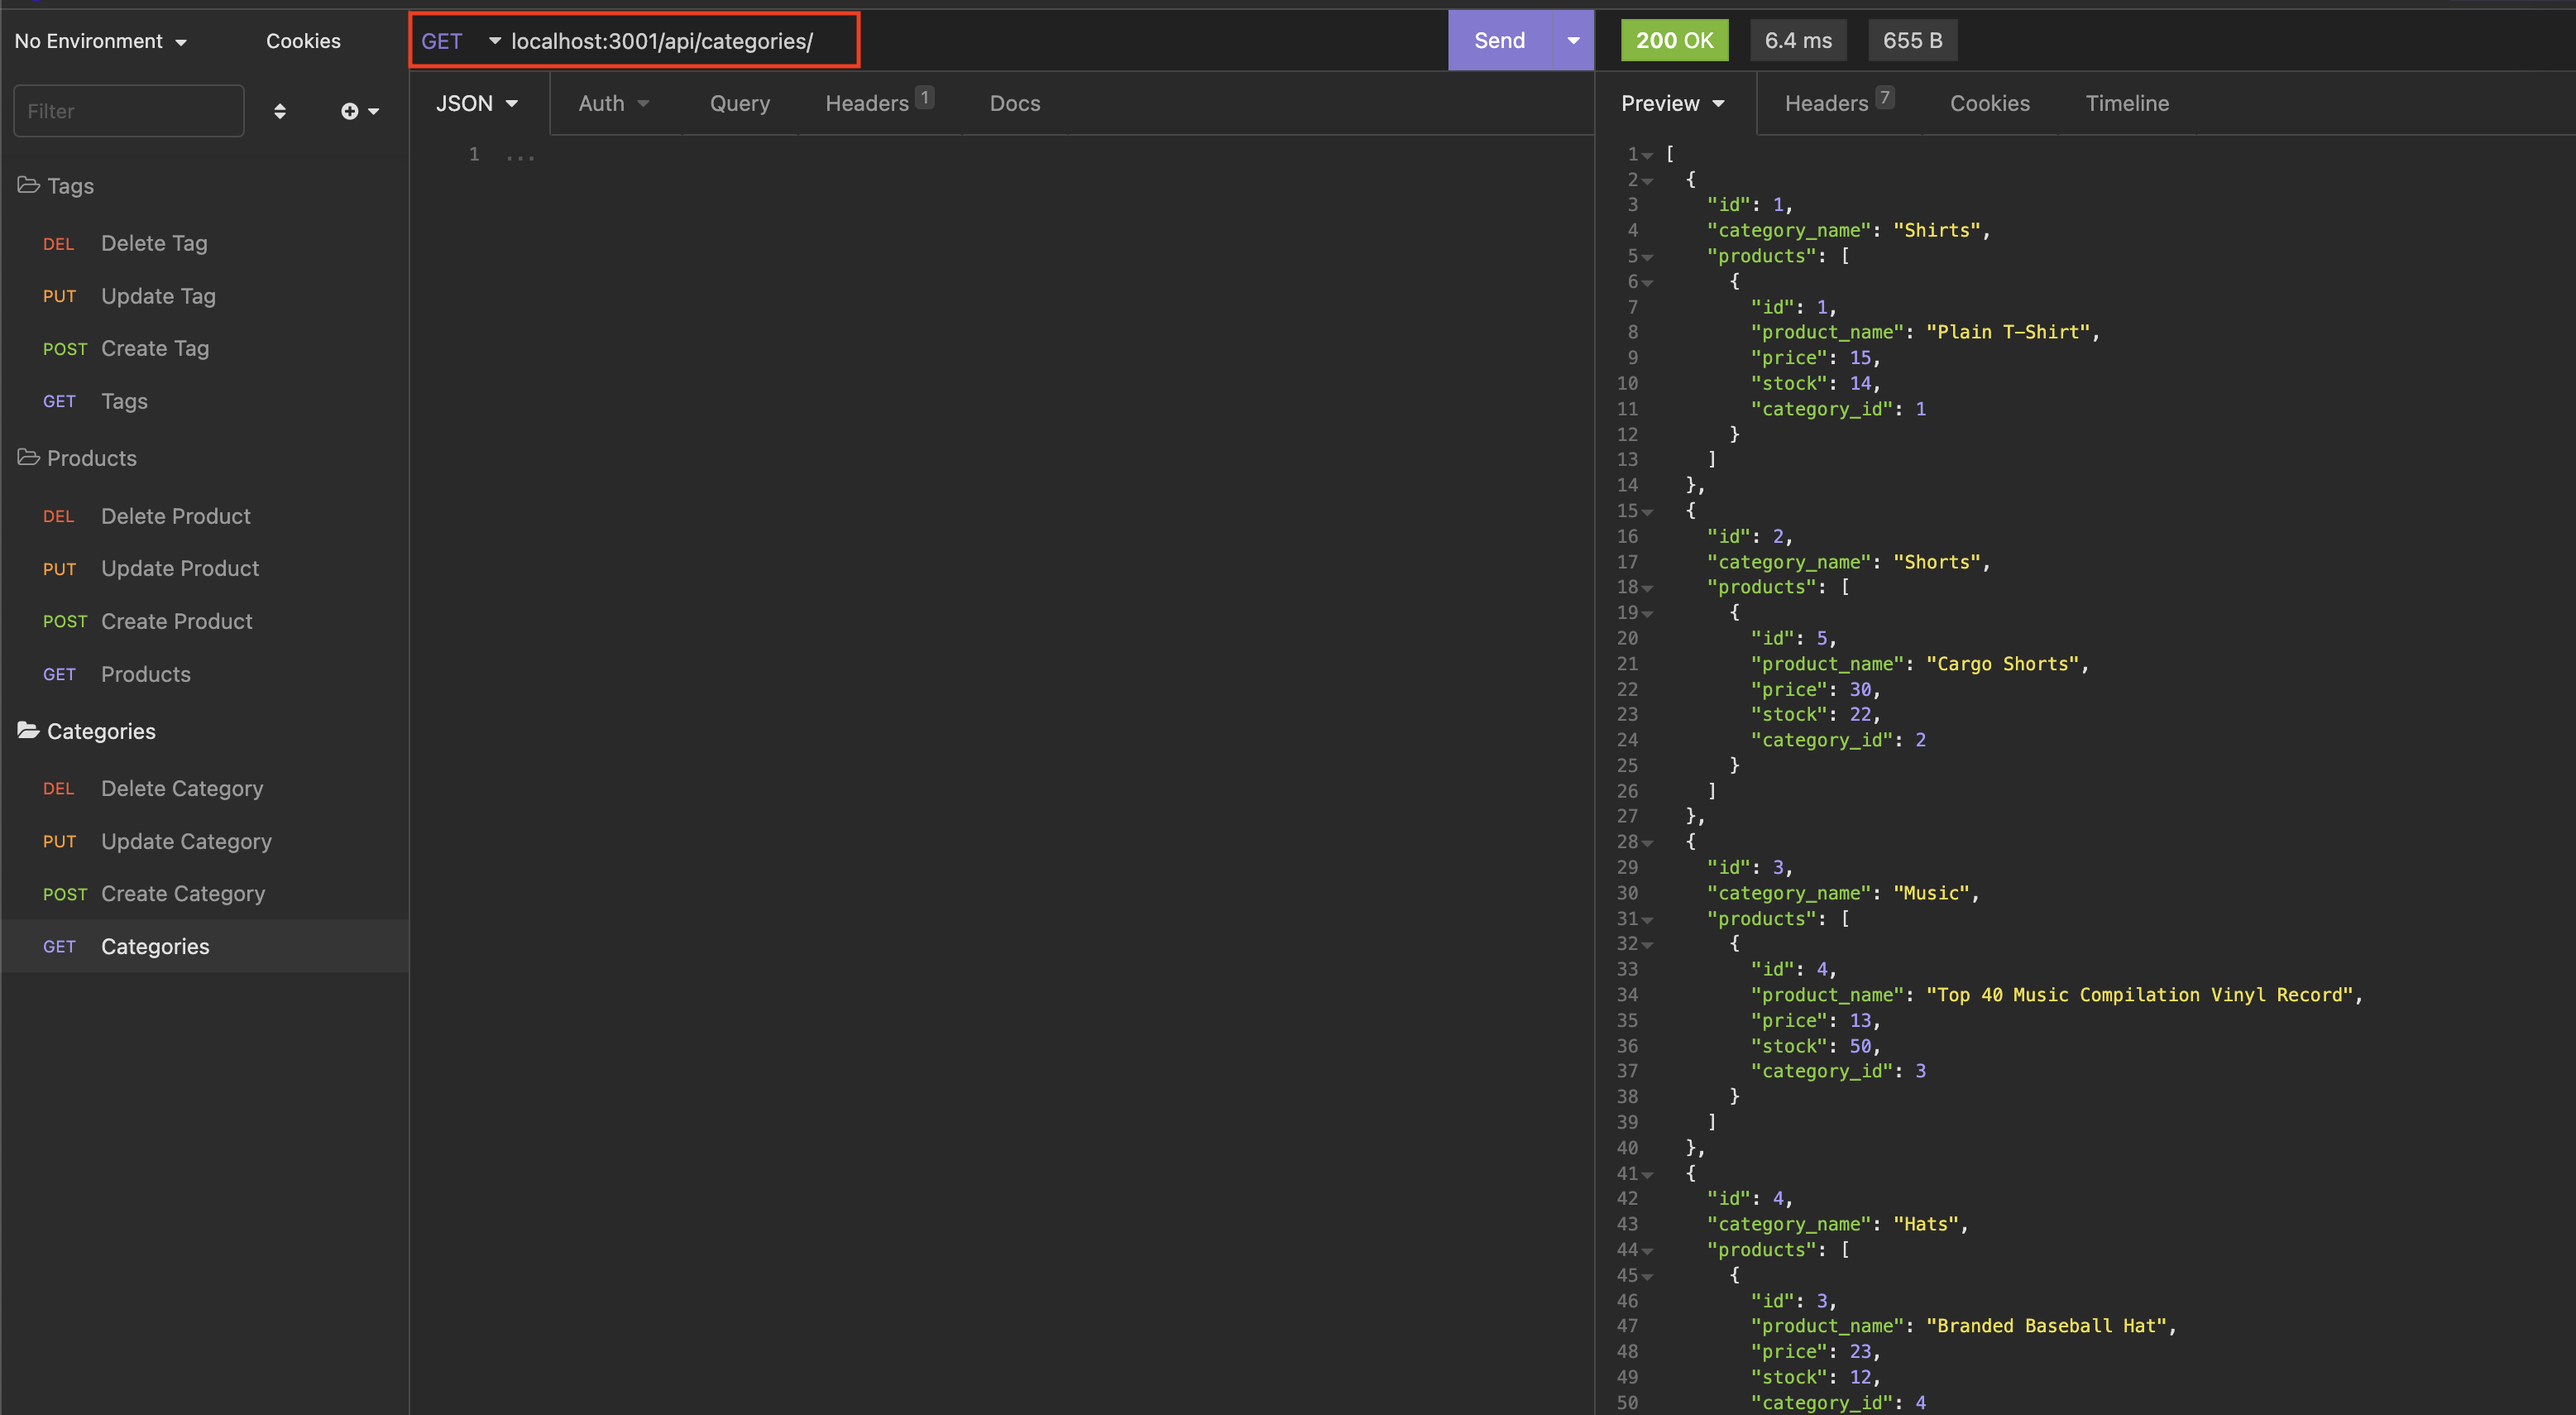 No Environment
Cookies
GET localhost:3001/api/categories/
Send
200 OK
6.4 ms
655 B
Filter
JSON
Auth
Query
Headers 1
Docs
Preview
Headers 7
Cookies
Timeline
Tags
DEL Delete Tag
PUT Update Tag
POST Create Tag
GET Tags
Products
DEL Delete Product
PUT Update Product
POST Create Product
GET Products
Categories
DEL Delete Category
PUT Update Category
POST Create Category
GET Categories
1 ...
1 [
2 {
3 "id": 1,
4 "category_name": "Shirts",
5 "products": [
6 {
7 "id": 1,
8 "product_name": "Plain T-Shirt",
9 "price": 15,
10 "stock": 14,
11 "category_id": 1
12 }
13 ]
14 },
15 {
16 "id": 2,
17 "category_name": "Shorts",
18 "products": [
19 {
20 "id": 5,
21 "product_name": "Cargo Shorts",
22 "price": 30,
23 "stock": 22,
24 "category_id": 2
25 }
26 ]
27 },
28 {
29 "id": 3,
30 "category_name": "Music",
31 "products": [
32 {
33 "id": 4,
34 "product_name": "Top 40 Music Compilation Vinyl Record",
35 "price": 13,
36 "stock": 50,
37 "category_id": 3
38 }
39 ]
40 },
41 {
42 "id": 4,
43 "category_name": "Hats",
44 "products": [
45 {
46 "id": 3,
47 "product_name": "Branded Baseball Hat",
48 "price": 23,
49 "stock": 12,
50 "category_id": 4